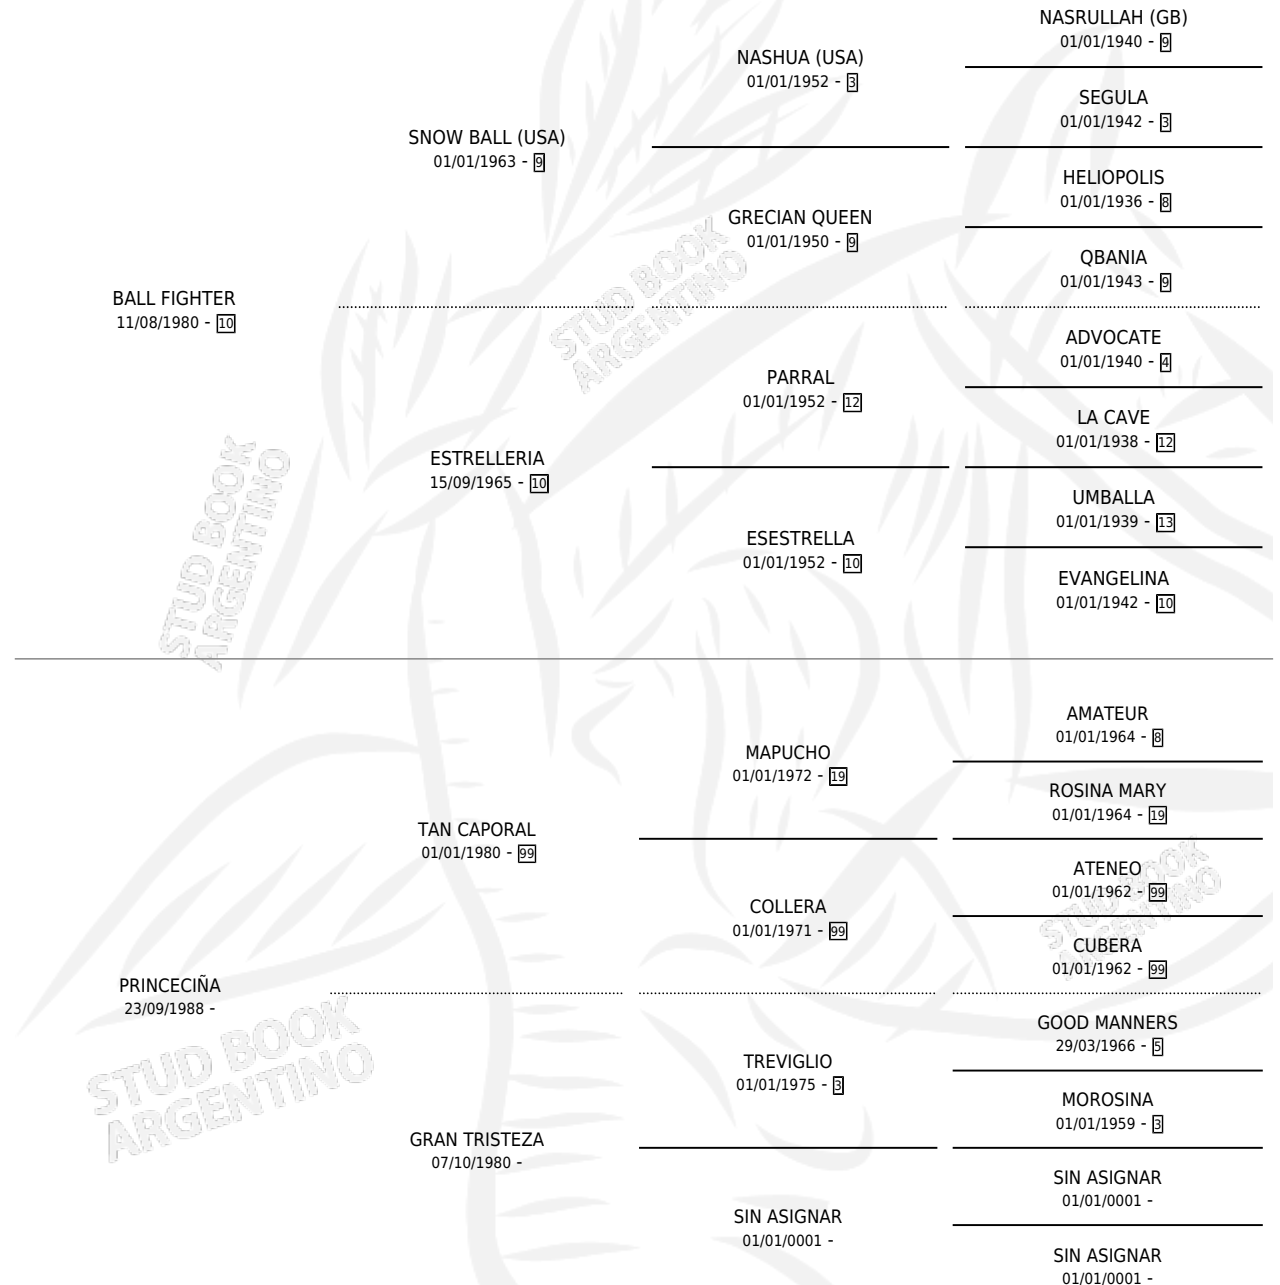 NASRULLAH (GB)
01/01/1940 - 9
NASHUA (USA)
01/01/1952 - 3
SEGULA
01/01/1942 - 3
SNOW BALL (USA)
01/01/1963 - 9
HELIOPOLIS
01/01/1936 - 8
GRECIAN QUEEN
01/01/1950 - 9
QBANIA
01/01/1943 - 9
BALL FIGHTER
11/08/1980 - 10
ADVOCATE
01/01/1940 - 4
PARRAL
01/01/1952 - 12
LA CAVE
01/01/1938 - 12
ESTRELLERIA
15/09/1965 - 10
UMBALLA
01/01/1939 - 13
ESESTRELLA
01/01/1952 - 10
EVANGELINA
01/01/1942 - 10
AMATEUR
01/01/1964 - 8
MAPUCHO
01/01/1972 - 19
ROSINA MARY
01/01/1964 - 19
TAN CAPORAL
01/01/1980 - 99
ATENEO
01/01/1962 - 99
COLLERA
01/01/1971 - 99
CUBERA
01/01/1962 - 99
PRINCECIÑA
23/09/1988 -
GOOD MANNERS
29/03/1966 - 5
TREVIGLIO
01/01/1975 - 3
MOROSINA
01/01/1959 - 3
GRAN TRISTEZA
07/10/1980 -
SIN ASIGNAR
01/01/0001 -
SIN ASIGNAR
01/01/0001 -
SIN ASIGNAR
01/01/0001 -
STUD BOOK
ARGENTINO
STUD BOOK
ARGENTINO
STUD BOOK
ARGENTINO
STUD BOOK
ARGENTINO